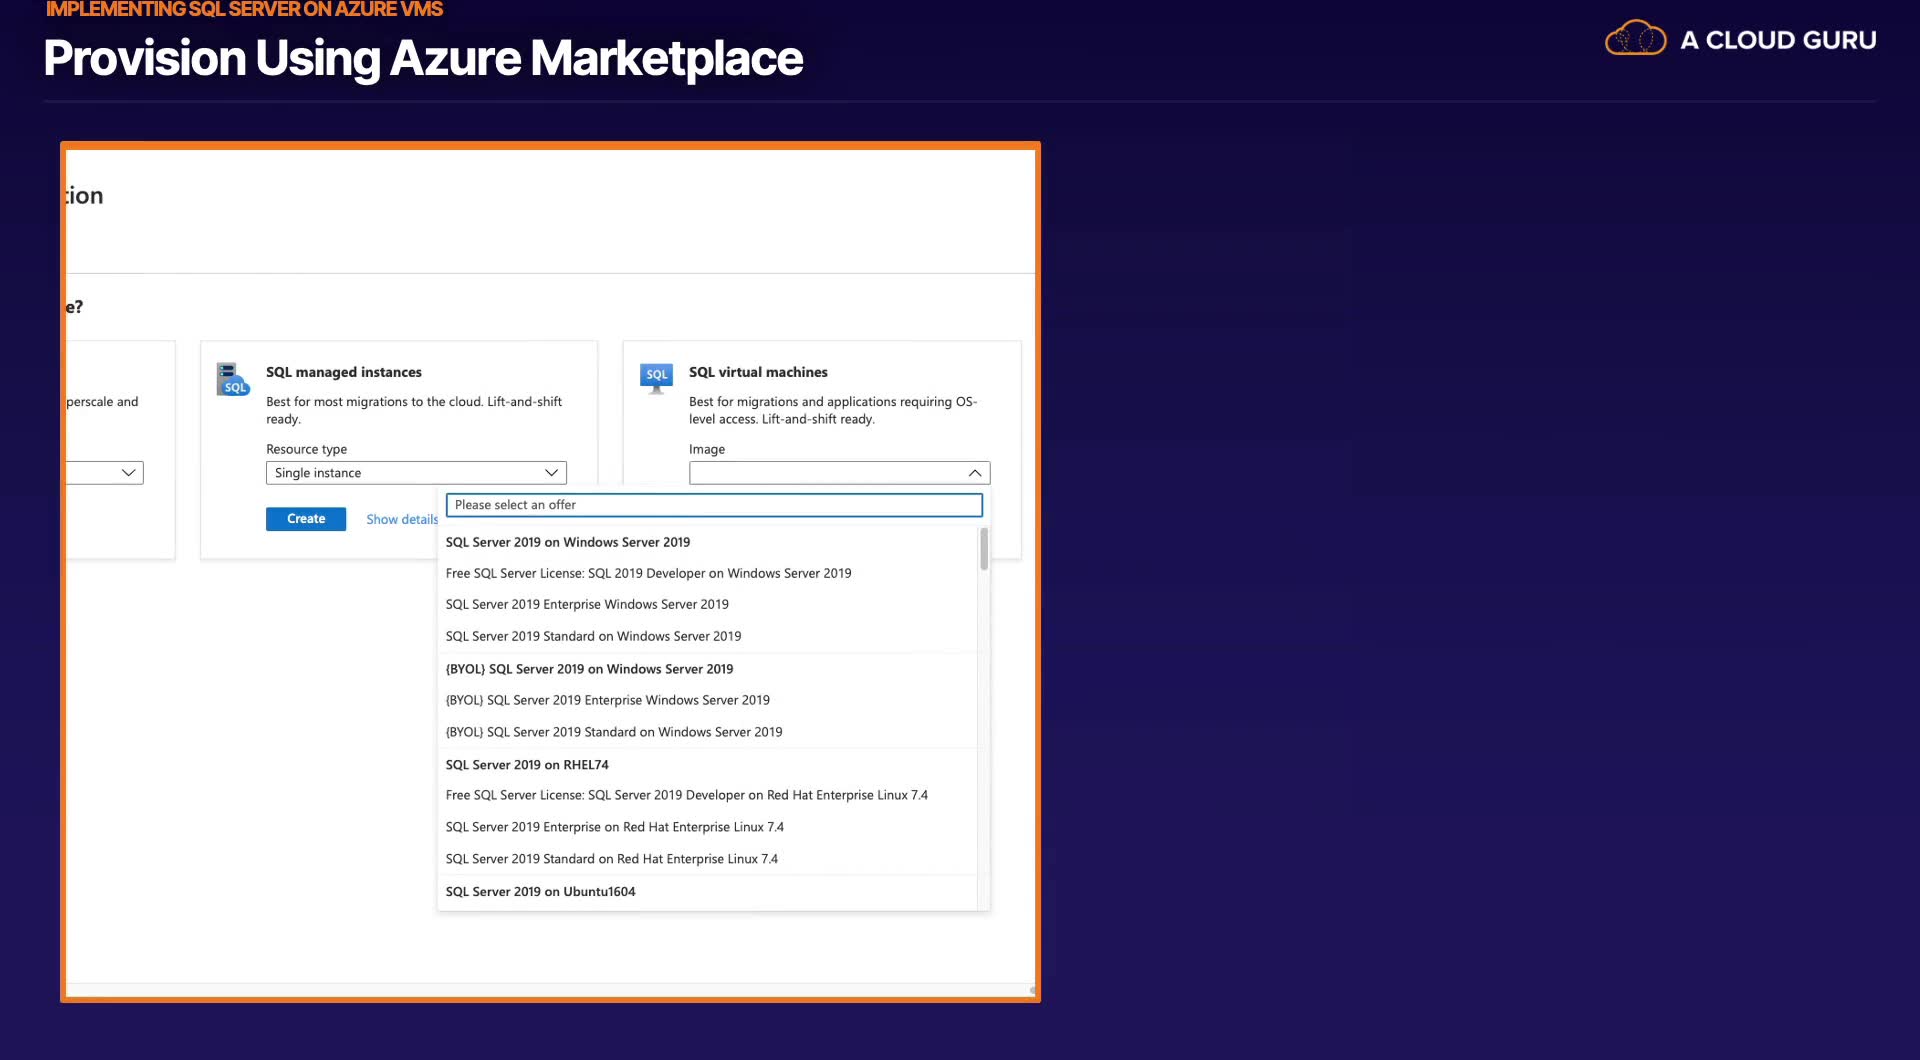 IMPLEMENTING SQL SERVER ON AZURE VMS
Provision Using Azure Marketplace
A CLOUD GURU
tion
e?
perscale and
SQL
SQL managed instances
Best for most migrations to the cloud. Lift-and-shift
ready.
Resource type
Single instance
Create
Show details
SQL
SQL virtual machines
Best for migrations and applications requiring OS-
level access. Lift-and-shift ready.
Image
Please select an offer
SQL Server 2019 on Windows Server 2019
Free SQL Server License: SQL 2019 Developer on Windows Server 2019
SQL Server 2019 Enterprise Windows Server 2019
SQL Server 2019 Standard on Windows Server 2019
{BYOL} SQL Server 2019 on Windows Server 2019
{BYOL} SQL Server 2019 Enterprise Windows Server 2019
{BYOL} SQL Server 2019 Standard on Windows Server 2019
SQL Server 2019 on RHEL74
Free SQL Server License: SQL Server 2019 Developer on Red Hat Enterprise Linux 7.4
SQL Server 2019 Enterprise on Red Hat Enterprise Linux 7.4
SQL Server 2019 Standard on Red Hat Enterprise Linux 7.4
SQL Server 2019 on Ubuntu1604